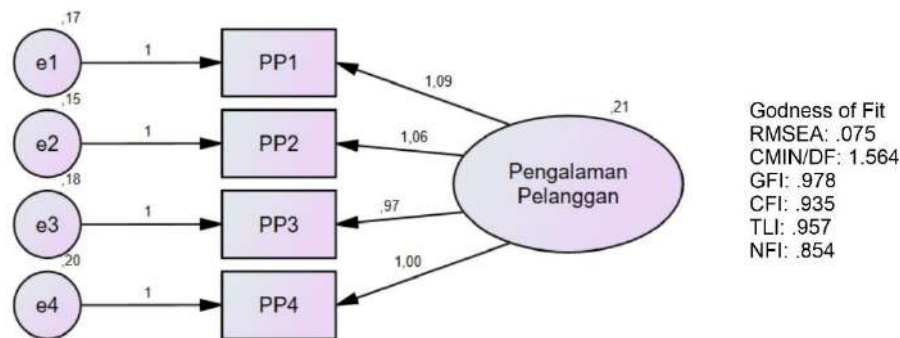 ,17
e1
1
PP1
1,09
,15
e2
1
PP2
1,06
,21
Pengalaman
Pelanggan
,18
e3
1
PP3
,97
,20
e4
1
PP4
1,00
Godness of Fit
RMSEA: .075
CMIN/DF: 1.564
GFI: .978
CFI: .935
TLI: .957
NFI: .854